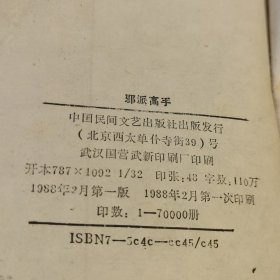 邪派高手
中国民间文艺出版社出版发行
(北京西太单仆寺街39)号
武汉国营武新印刷厂印刷
开本787×1092 1/32 印张:48 字数,110万
1988年2月第一版 1988年2月第一次印刷
印数:1—70000册
ISBN7—5c4c—cc45/c45